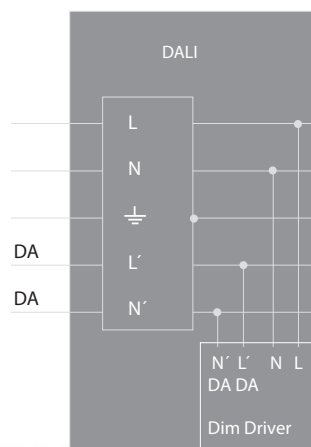 DALI
L
N
DA L´
DA N´
N´ L´ N L
DA DA
Dim Driver